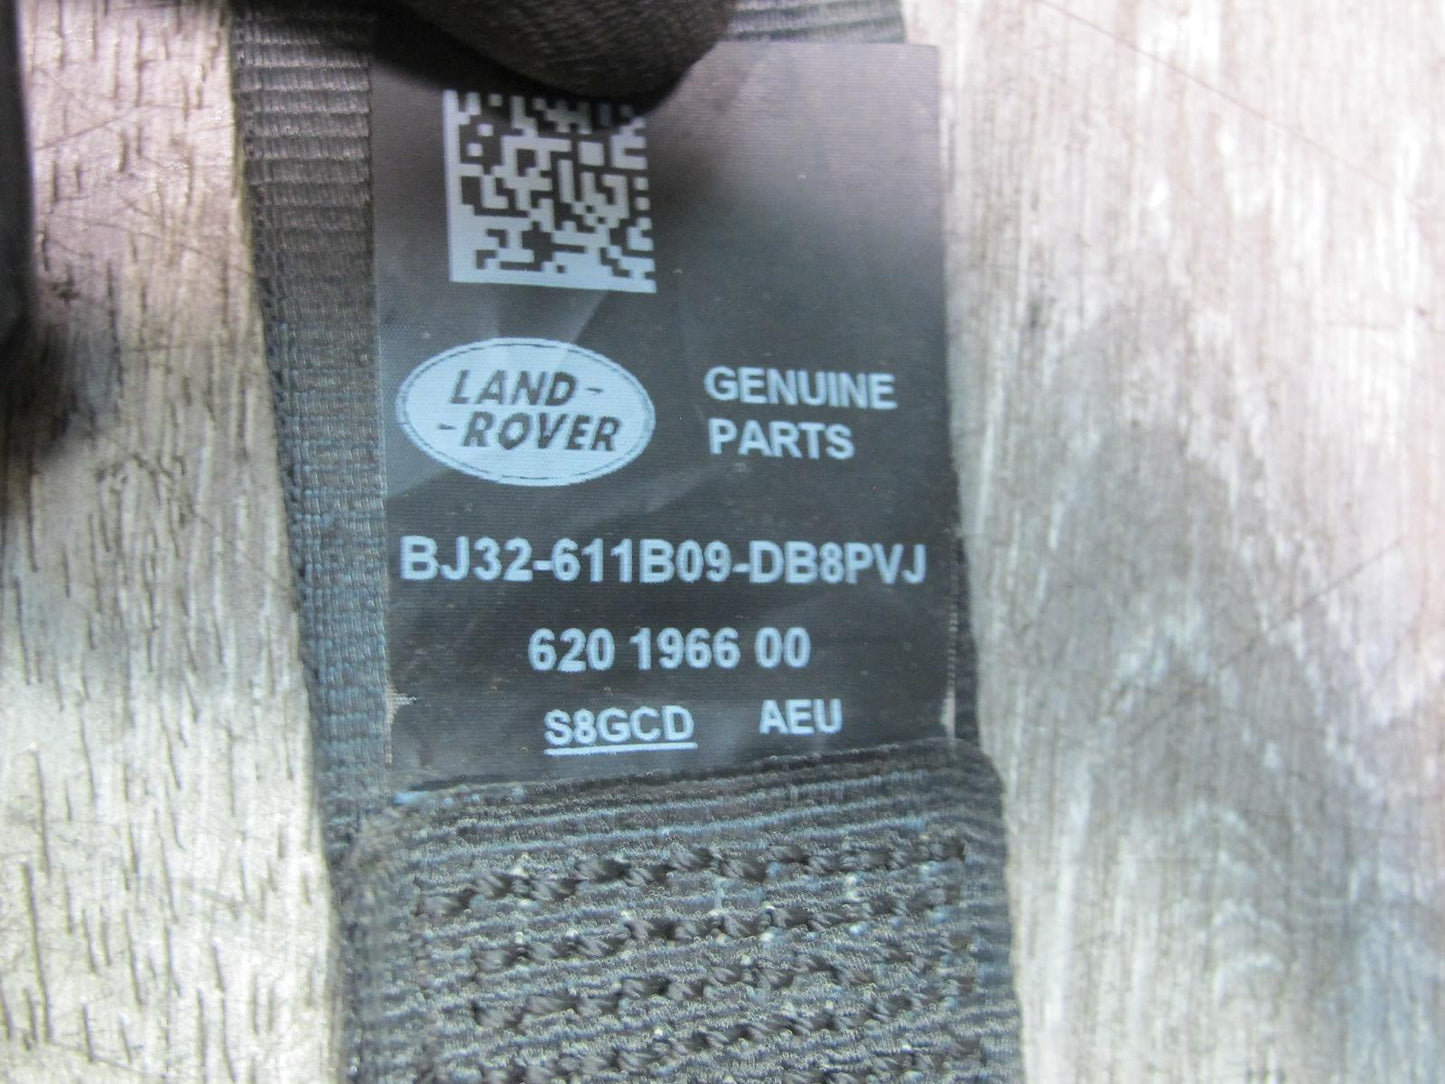 LAND-
-ROVER
GENUINE
PARTS
BJ32-611B09-DB8PVJ
620 1966 00
S8GCD AEU